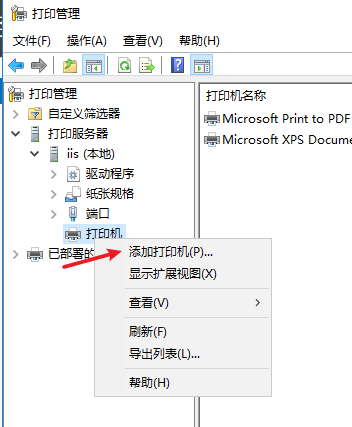 打印管理
文件(F) 操作(A) 查看(V) 帮助(H)
打印管理
自定义筛选器
打印服务器
iis (本地)
驱动程序
纸张规格
端口
打印机
已部署的
打印机名称
Microsoft Print to PDF
Microsoft XPS Docume
添加打印机(P)...
显示扩展视图(X)
查看(V)
刷新(F)
导出列表(L)...
帮助(H)